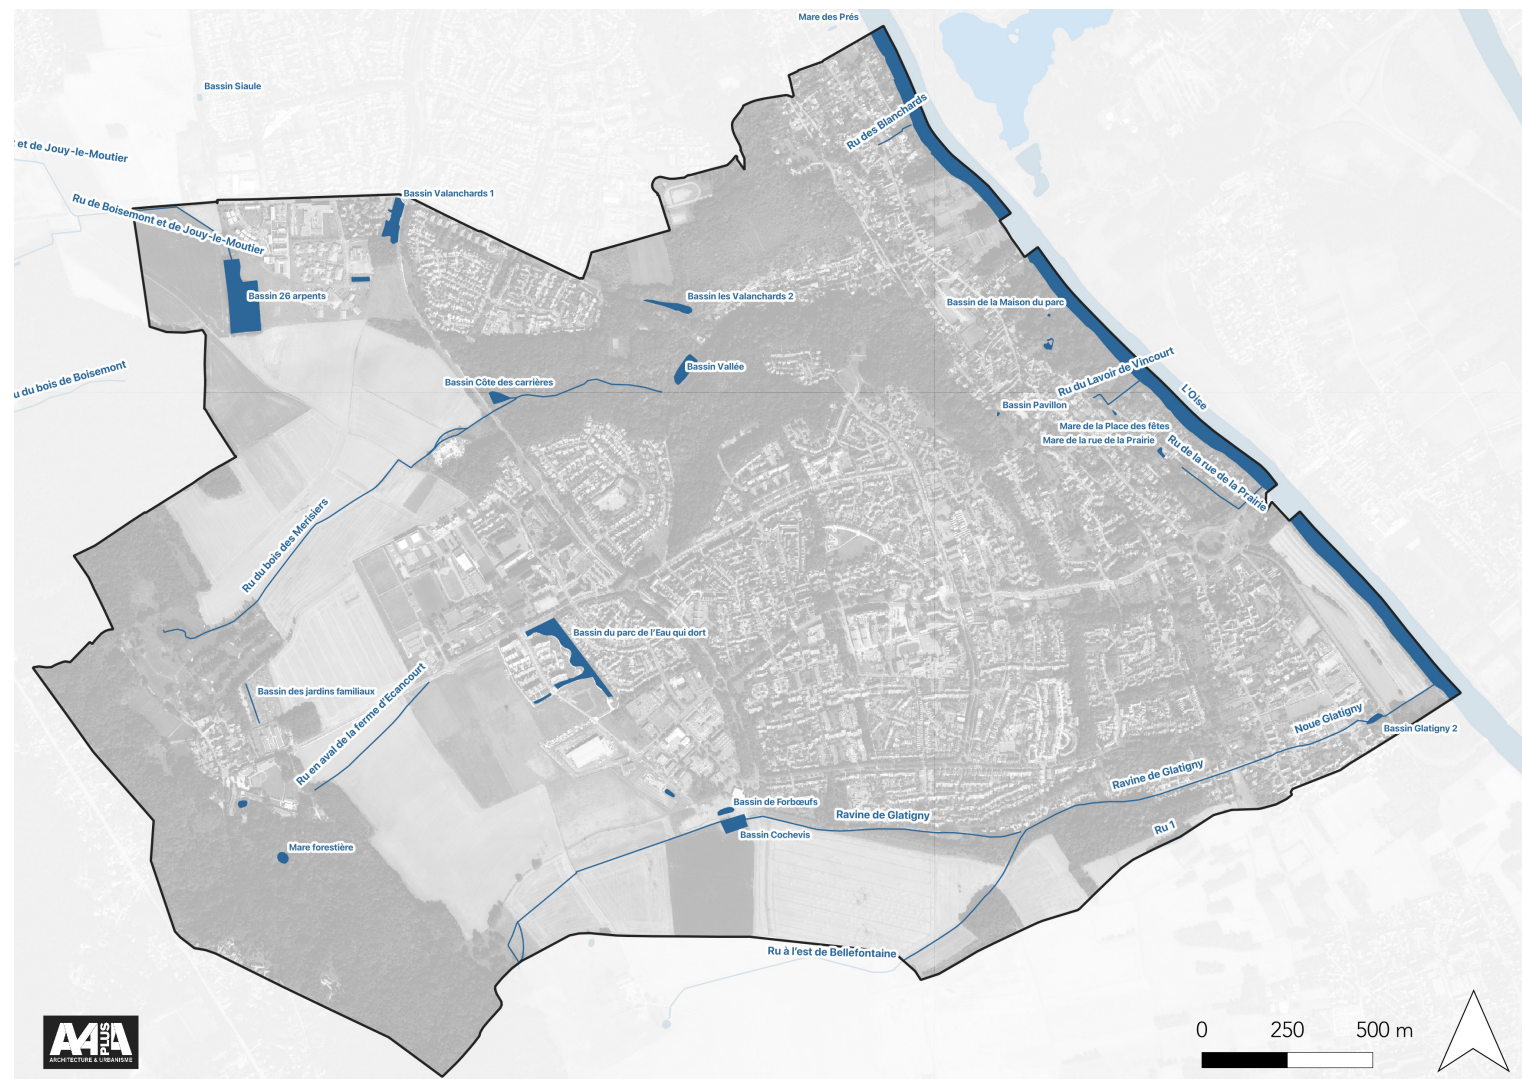 Mare des Prés
Bassin Siaule
Ru des Blanchards
et de Jouy-le-Moutier
Bassin Valanchards 1
Ru de Boisemont et de Jouy-le-Moutier
Bassin 26 arpents
Bassin les Valanchards 2
Bassin de la Maison du parc
u du bois de Boisemont
Bassin Vallée
Ru du Lavoir de Vincourt
Bassin Côte des carrières
L'Oise
Bassin Pavillon
Mare de la Place des fêtes
Mare de la rue de la Prairie
Ru de la rue de la Prairie
Ru du bois des Merisiers
Bassin du parc de l'Eau qui dort
Bassin des jardins familiaux
Ru en aval de la ferme d'Ecancourt
Noue Glatigny
Bassin Glatigny 2
Ravine de Glatigny
Bassin de Forbœufs
Ravine de Glatigny
Bassin Cochevis
Ru 1
Mare forestière
Ru à l'est de Bellefontaine
A4 PLUS A
ARCHITECTURE & URBANISME
0 250 500 m